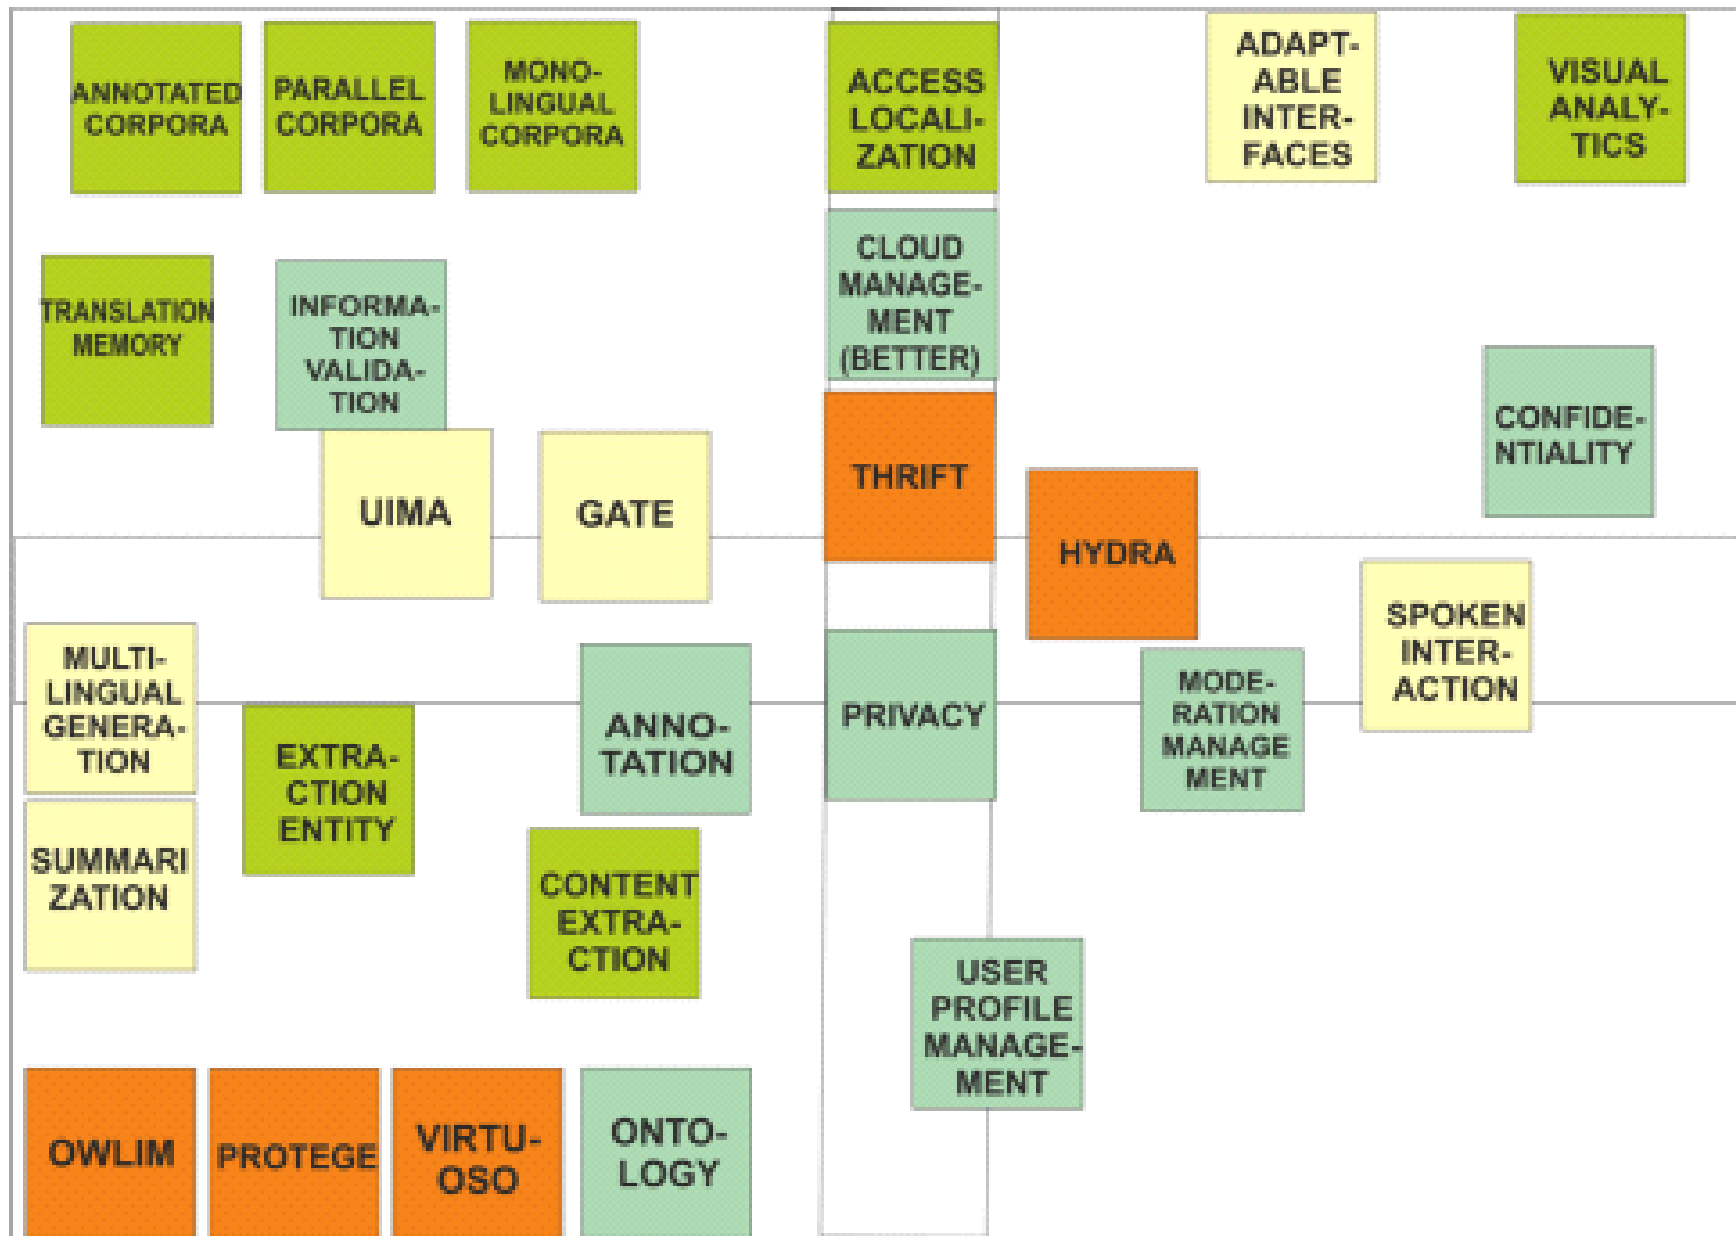 ANNOTATED
CORPORA
PARALLEL
CORPORA
MONO-
LINGUAL
CORPORA
ACCESS
LOCALI-
ZATION
ADAPT-
ABLE
INTER-
FACES
VISUAL
ANALY-
TICS
TRANSLATION
MEMORY
INFORMA-
TION
VALIDA-
TION
CLOUD
MANAGE-
MENT
(BETTER)
CONFIDE-
NTIALITY
UIMA
GATE
THRIFT
HYDRA
SPOKEN
INTER-
ACTION
MULTI-
LINGUAL
GENERA-
TION
EXTRA-
CTION
ENTITY
ANNO-
TATION
PRIVACY
MODE-
RATION
MANAGE
MENT
SUMMARI
ZATION
CONTENT
EXTRA-
CTION
USER
PROFILE
MANAGE-
MENT
OWLIM
PROTEGE
VIRTU-
OSO
ONTO-
LOGY